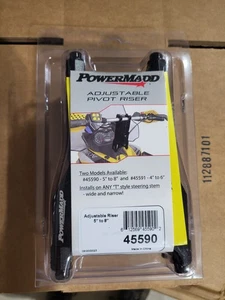 POWERMADD
ADJUSTABLE
PIVOT RISER
Two Models Available:
#45590 - 5" to 8" and #45591 - 4" to 6"
Installs on ANY "T" style steering stem
- wide and narrow!
Adjustable Riser
5" to 8"
45590
112887101
POWERMADD